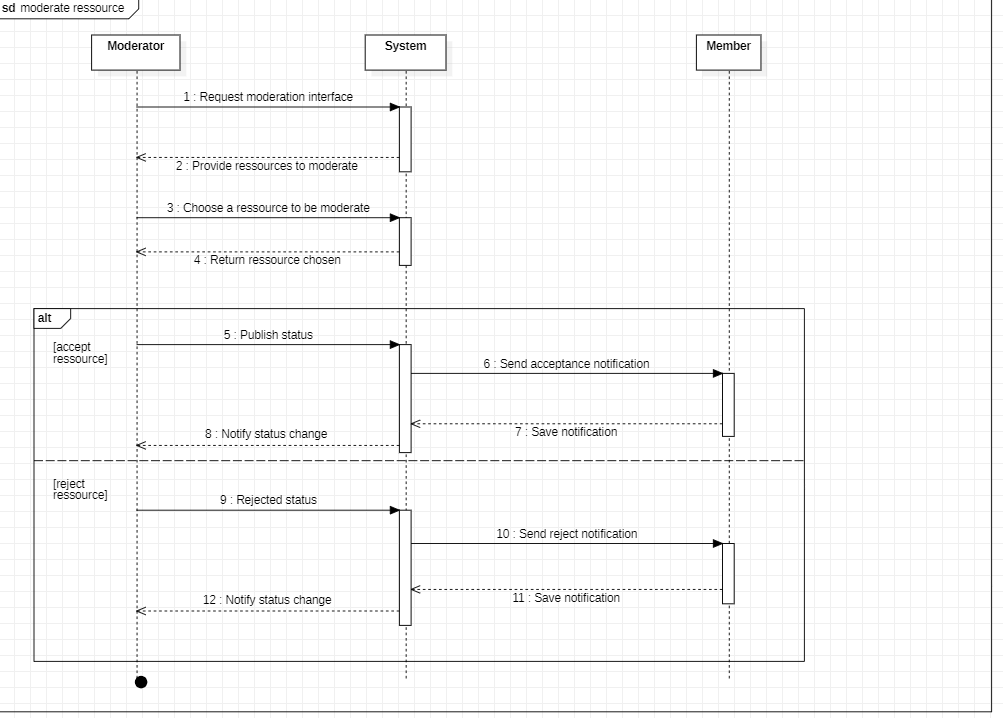 sd moderate ressource
Moderator
System
Member
1 : Request moderation interface
2 : Provide ressources to moderate
3 : Choose a ressource to be moderate
4 : Return ressource chosen
alt
5 : Publish status
[accept
ressource]
6 : Send acceptance notification
7 : Save notification
8 : Notify status change
[reject
ressource]
9 : Rejected status
10 : Send reject notification
11 : Save notification
12 : Notify status change